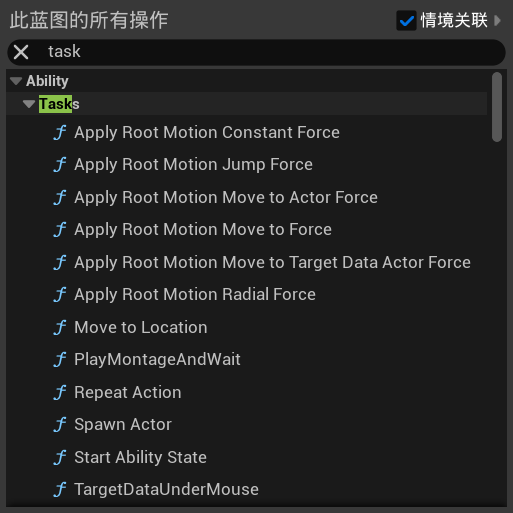 此蓝图的所有操作
情境关联
task
Ability
Tasks
Apply Root Motion Constant Force
Apply Root Motion Jump Force
Apply Root Motion Move to Actor Force
Apply Root Motion Move to Force
Apply Root Motion Move to Target Data Actor Force
Apply Root Motion Radial Force
Move to Location
PlayMontageAndWait
Repeat Action
Spawn Actor
Start Ability State
TargetDataUnderMouse